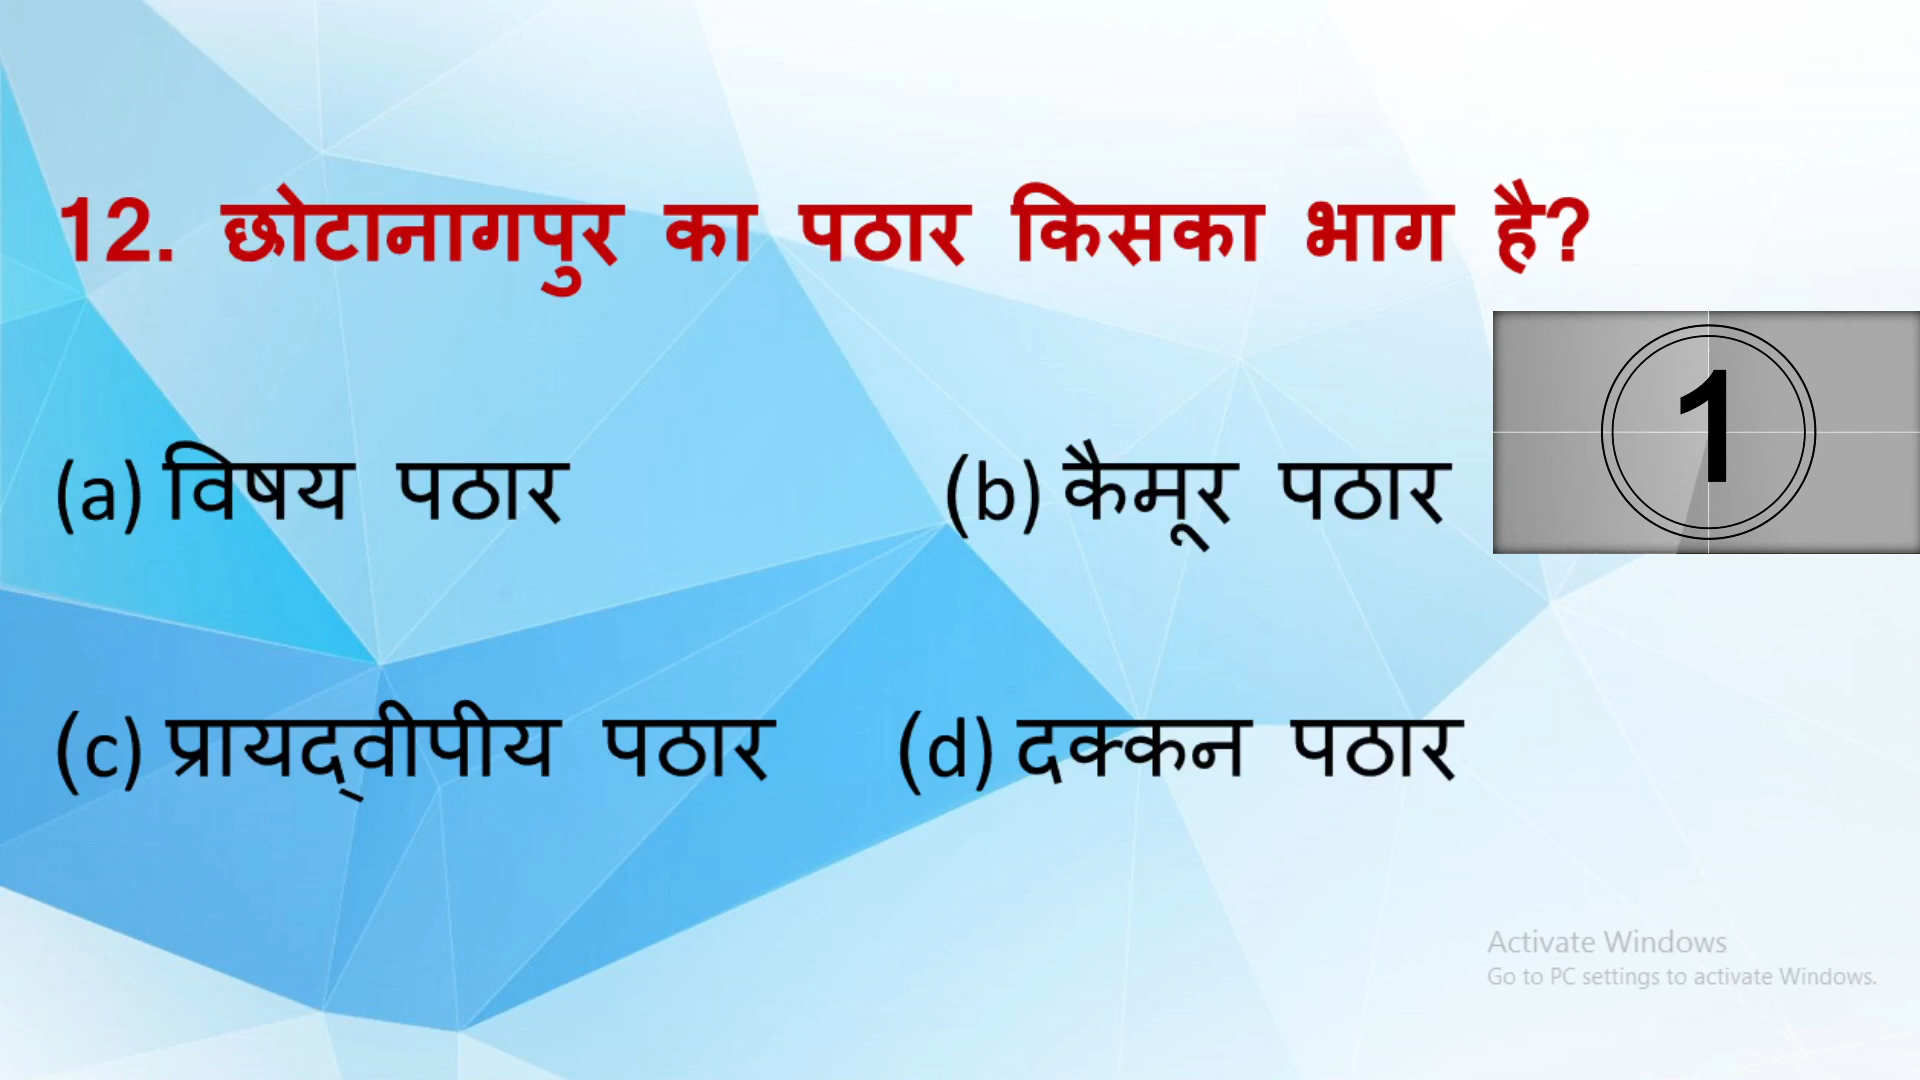 12. छोटानागपुर का पठार किसका भाग है?
1
(a) विषय पठार (b) कैमूर पठार
(c) प्रायद्‌वीपीय पठार (d) दक्कन पठार
Activate Windows
Go to PC settings to activate Windows.